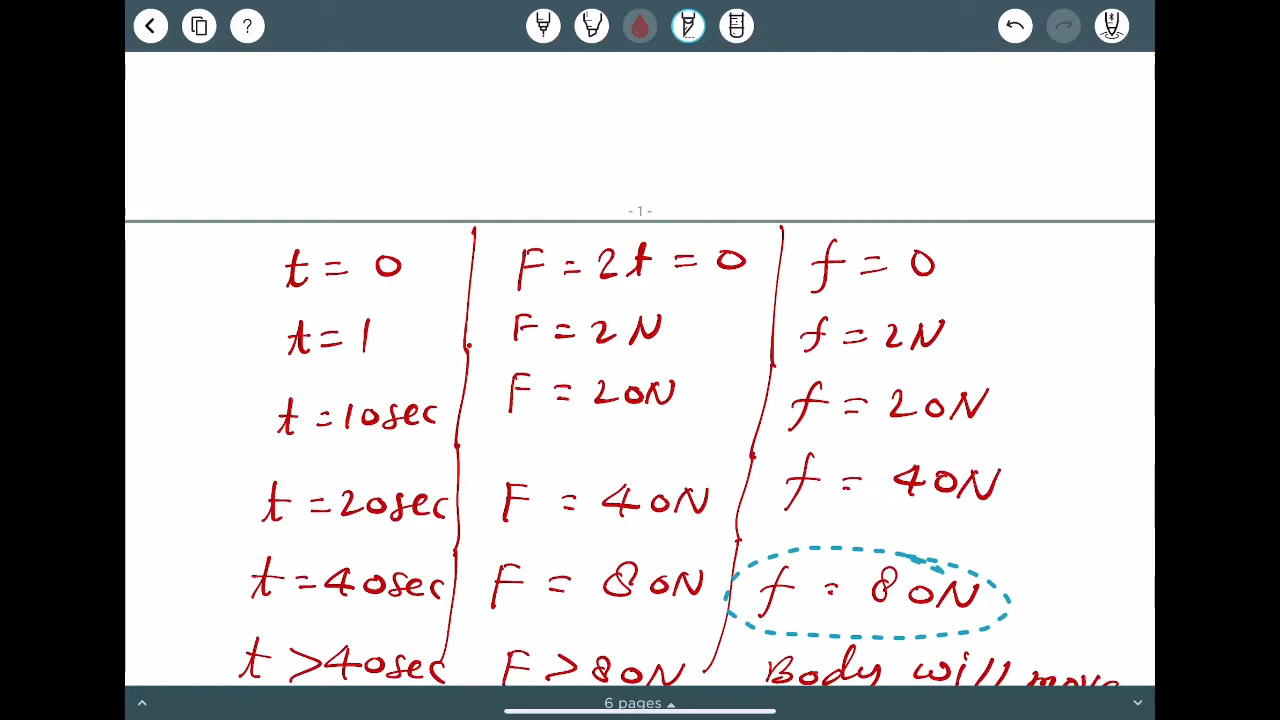 ?
- 1 -
t = 0 F = 2t = 0 f = 0
t = 1 F = 2N f = 2N
t = 10sec F = 20N f = 20N
t = 20sec F = 40N f = 40N
t = 40sec F = 80N f = 80N
t > 40sec F > 80N Body will move
6 pages